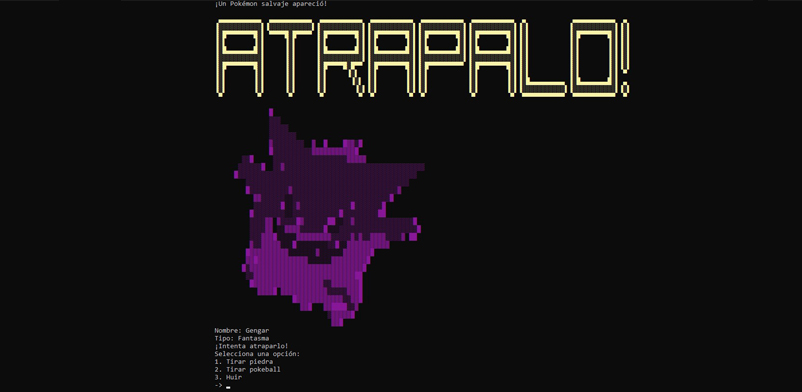 ¡Un Pokémon salvaje apareció!
ATRAPALO!
Nombre: Gengar
Tipo: Fantasma
¡Intenta atraparlo!
Selecciona una opción:
1. Tirar piedra
2. Tirar pokeball
3. Huir
-> _